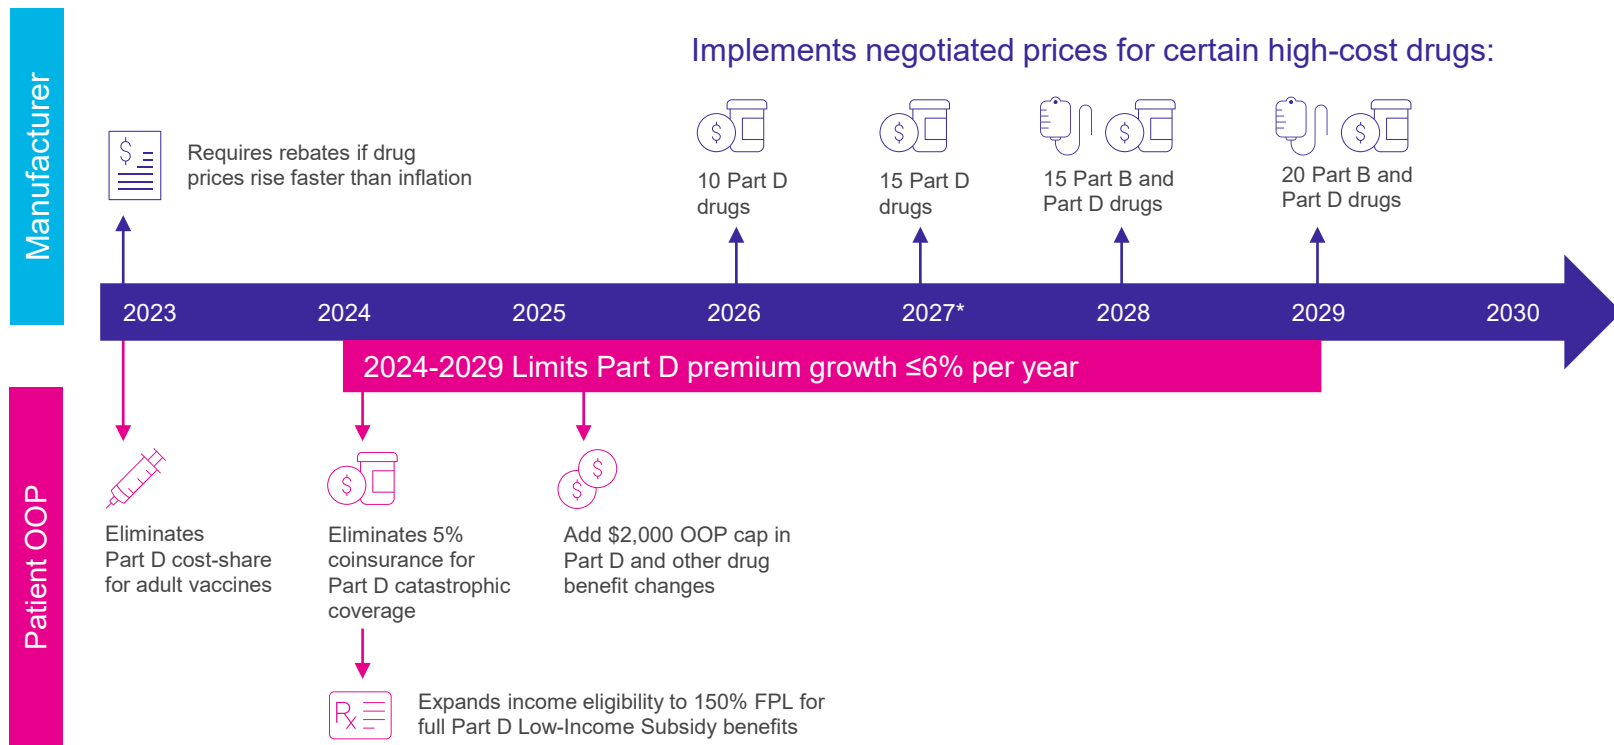 Manufacturer
Implements negotiated prices for certain high-cost drugs:
$
Requires rebates if drug
prices rise faster than inflation
$
10 Part D
drugs
$
15 Part D
drugs
$
15 Part B and
Part D drugs
$
20 Part B and
Part D drugs
2023
2024
2025
2026
2027*
2028
2029
2030
2024-2029 Limits Part D premium growth ≤6% per year
Patient OOP
Eliminates
Part D cost-share
for adult vaccines
$
Eliminates 5%
coinsurance for
Part D catastrophic
coverage
$
$
Add $2,000 OOP cap in
Part D and other drug
benefit changes
Rx
Expands income eligibility to 150% FPL for
full Part D Low-Income Subsidy benefits